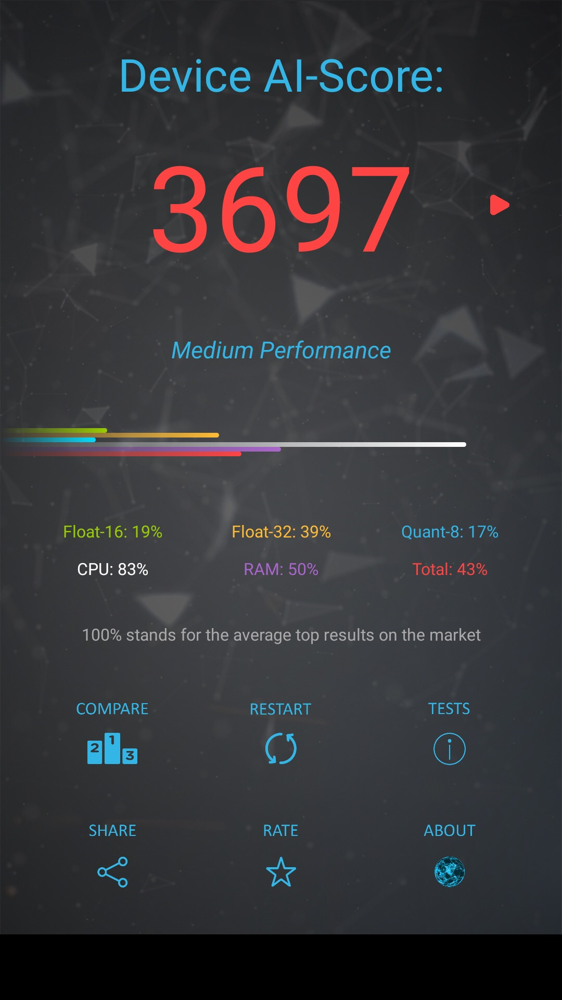 Device AI-Score:
3697
Medium Performance
Float-16: 19% Float-32: 39% Quant-8: 17%
CPU: 83% RAM: 50% Total: 43%
100% stands for the average top results on the market
COMPARE RESTART TESTS
2 1 3
SHARE RATE ABOUT